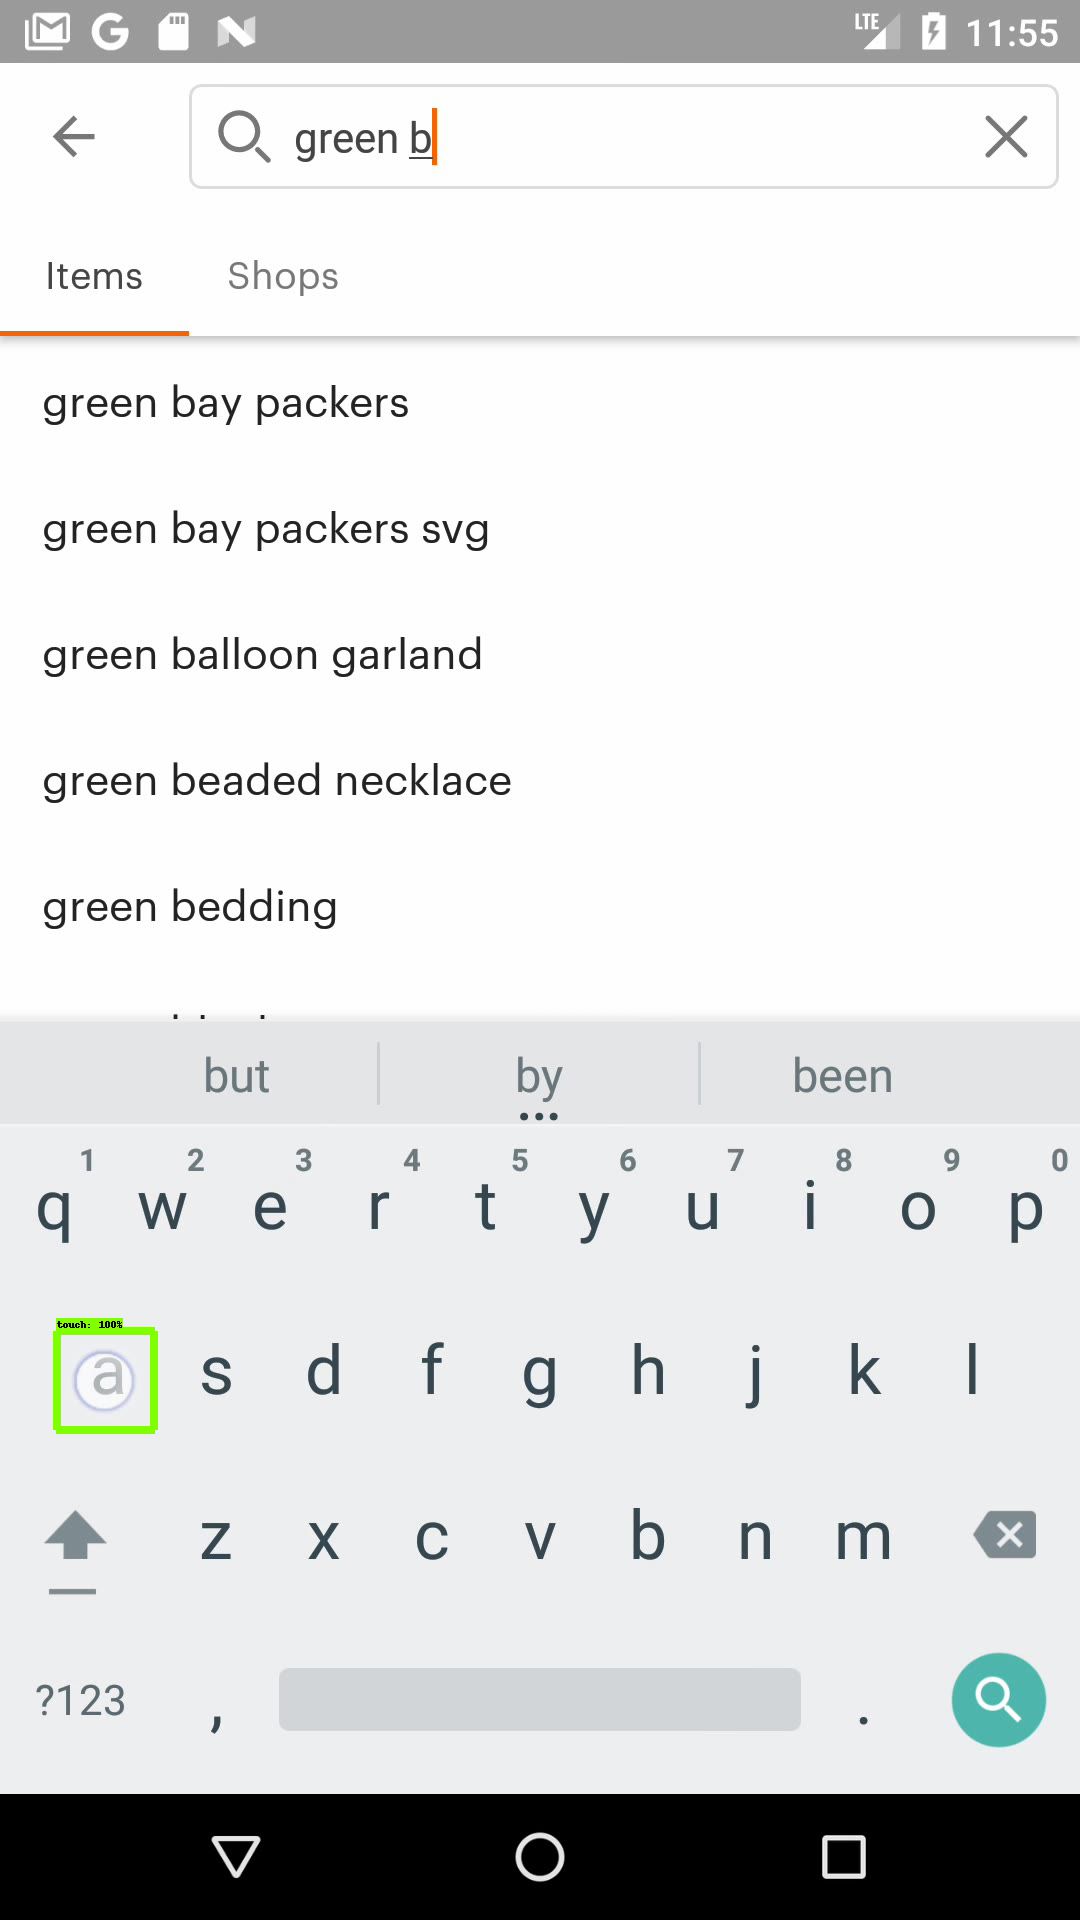 LTE 11:55
green b
Items Shops
green bay packers
green bay packers svg
green balloon garland
green beaded necklace
green bedding
but by been
1 2 3 4 5 6 7 8 9 0
q w e r t y u i o p
touch: 100%
a s d f g h j k l
z x c v b n m
?123 , .